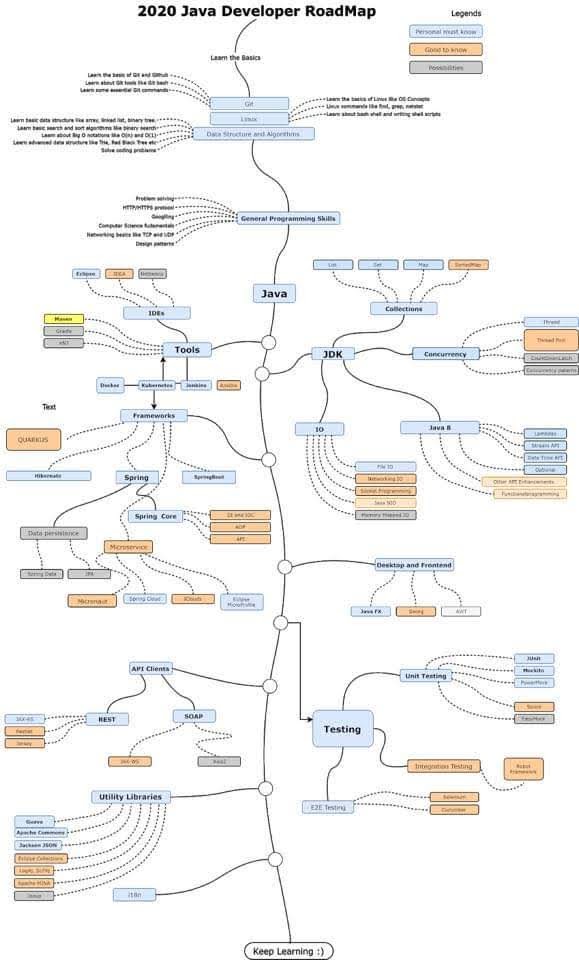 2020 Java Developer RoadMap
Legends
Personal must know
Good to know
Possibilities
Learn the Basics
Learn the basic of Git and Github
Learn about Git tools like Git bash
Learn some essential Git commands
Git
Linux
Data Structure and Algorithms
Learn the basics of Linux like OS Concepts
Linux commands like find, grep, netstat
Learn about bash shell and writing shell scripts
Learn basic data structure like array, linked list, binary tree.
Learn basic search and sort algorithms like binary search
Learn about Big O notations like O(n) and O(1)
Learn advanced data structure like Trie, Red Black Tree etc
Solve coding problems
Problem solving
HTTP/HTTPS protocol
Googling
Computer Science
Networking basics like TCP and UDP
Design patterns
General Programming Skills
Java
Eclipse
IDEA
Netbeans
IDEs
Maven
Gradle
ANT
Tools
Docker
Kubernetes
Jenkins
List
Set
Map
SortedMap
Collections
JDK
Concurrency
Thread
Thread Pool
CountDownLatch
Concurrency patterns
Text
Frameworks
QUARKUS
Hibernate
Spring
SpringBoot
Spring Core
DI and IOC
AOP
API
Data persistence
Spring Data
JPA
Microservice
Micronaut
Spring Cloud
JClouds
Eclipse
MicroProfile
IO
File IO
Networking IO
Socket Programming
Java NIO
Memory Mapped IO
Java 8
Lambdas
Stream API
Date Time API
Optional
Other API Enhancements
Functionalprogramming
Desktop and Frontend
Java FX
Swing
AWT
API Clients
REST
SOAP
JAX-RS
Restlet
Jersey
JAX-WS
Axis2
Unit Testing
JUnit
Mockito
PowerMock
Spock
EasyMock
Testing
Integration Testing
Robot
Framework
E2E Testing
Selenium
Cucumber
Utility Libraries
Guava
Apache Commons
Jackson JSON
Eclipse Collections
Log4j, SLF4j
Apache MINA
Jsoup
i18n
Keep Learning :)